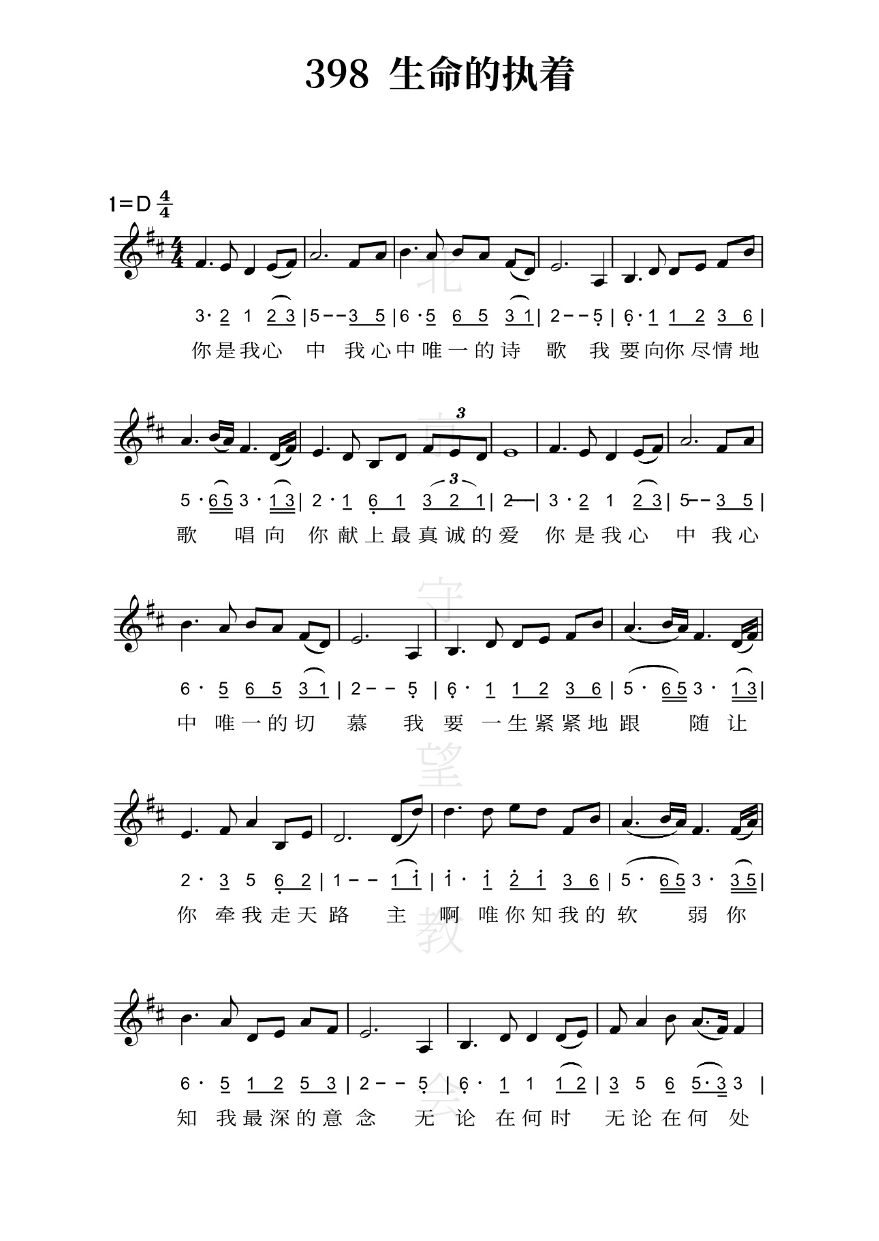 398 生命的执着
1=D 4/4
3· 2 1 2 3 | 5 - - 3 5 | 6 · 5 6 5 3 1 | 2 - - 5 | 6 · 1 1 2 3 6 |
你是我心 中 我心中唯一的诗 歌 我 要向你尽情地
3
5 · 6 5 3 · 1 3 | 2 · 1 6 1 3 2 1 | 2 — | 3 · 2 1 2 3 | 5 - - 3 5 |
歌 唱向 你献上最真诚的爱 你是我心 中我心
6 · 5 6 5 3 1 | 2 - - 5 | 6 · 1 1 2 3 6 | 5 · 6 5 3 · 1 3 |
中 唯一的切 慕 我 要 一生紧紧地跟 随让
2 · 3 5 6 2 | 1 - - 1 1 | 1 · 1 2 1 3 6 | 5 · 6 5 3 · 3 5 |
你 牵我走天路 主 啊 唯你知我的软 弱你
6 · 5 1 2 5 3 | 2 - - 5 | 6 · 1 1 1 2 | 3 5 6 5 · 3 3 |
知 我最深的意念 无 论 在何时 无论在何 处
北京守望教会